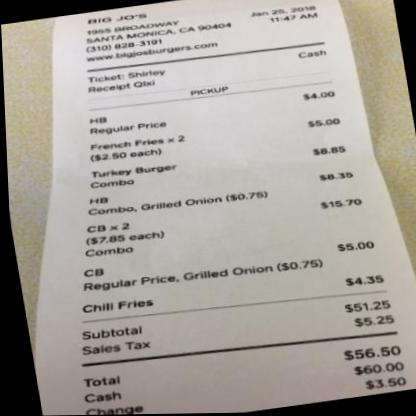 BIG JO'S
1955 BROADWAY
SANTA MONICA, CA 90404
(310) 828-3191
www.bigjosburgers.com
Jan 25, 2018
11:47 AM
Ticket: Shirley
Cash
Receipt Qixi
PICKUP
HB $4.00
Regular Price
French Fries × 2 $5.00
($2.50 each)
Turkey Burger $8.85
Combo
HB $8.35
Combo, Grilled Onion ($0.75)
CB × 2 $15.70
($7.85 each)
Combo
CB $5.00
Regular Price, Grilled Onion ($0.75)
Chili Fries $4.35
Subtotal $51.25
Sales Tax $5.25
Total $56.50
Cash $60.00
Change $3.50